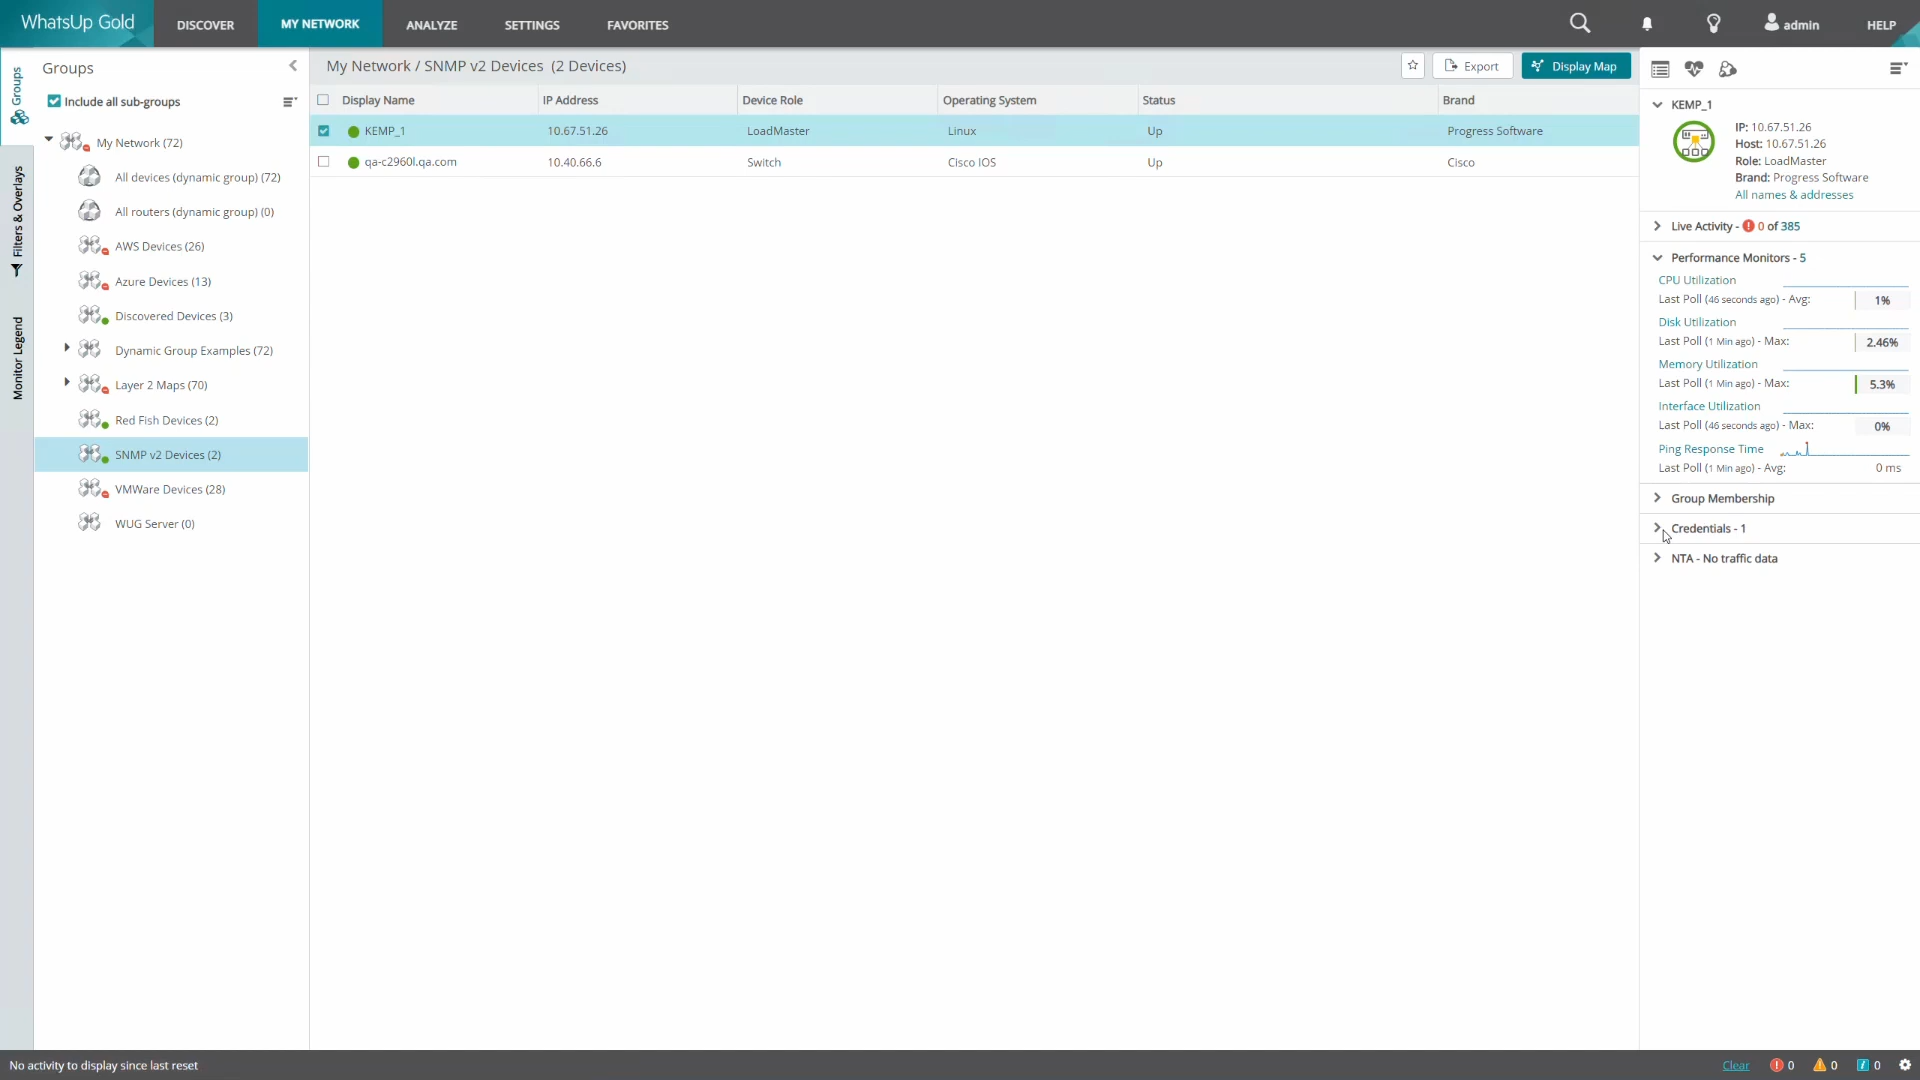 WhatsUp Gold
DISCOVER
MY NETWORK
ANALYZE
SETTINGS
FAVORITES
admin
HELP
Groups
Filters & Overlays
Monitor Legend
Groups
Include all sub-groups
My Network (72)
All devices (dynamic group) (72)
All routers (dynamic group) (0)
AWS Devices (26)
Azure Devices (13)
Discovered Devices (3)
Dynamic Group Examples (72)
Layer 2 Maps (70)
Red Fish Devices (2)
SNMP v2 Devices (2)
VMWare Devices (28)
WUG Server (0)
My Network / SNMP v2 Devices (2 Devices)
Export
Display Map
Display Name IP Address Device Role Operating System Status Brand
KEMP_1 10.67.51.26 LoadMaster Linux Up Progress Software
qa-c2960l.qa.com 10.40.66.6 Switch Cisco IOS Up Cisco
KEMP_1
IP: 10.67.51.26
Host: 10.67.51.26
Role: LoadMaster
Brand: Progress Software
All names & addresses
Live Activity - 0 of 385
Performance Monitors - 5
CPU Utilization
Last Poll (46 seconds ago) - Avg: 1%
Disk Utilization
Last Poll (1 Min ago) - Max: 2.46%
Memory Utilization
Last Poll (1 Min ago) - Max: 5.3%
Interface Utilization
Last Poll (46 seconds ago) - Max: 0%
Ping Response Time
Last Poll (1 Min ago) - Avg: 0 ms
Group Membership
Credentials - 1
NTA - No traffic data
No activity to display since last reset
Clear 0 0 0